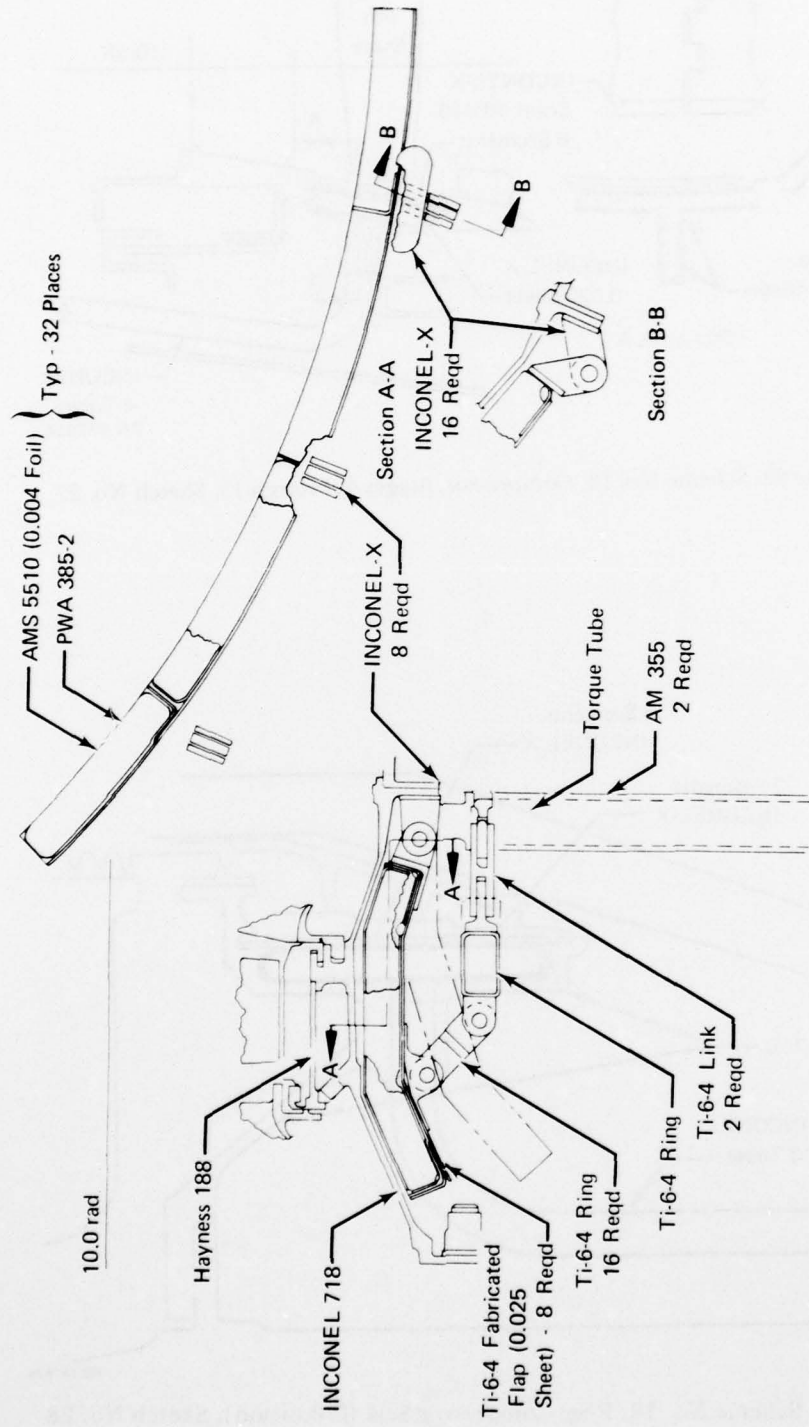 AMS 5510 (0.004 Foil)
PWA 385-2
Typ - 32 Places
10.0 rad
Hayness 188
INCONEL 718
Ti-6-4 Fabricated
Flap (0.025
Sheet) - 8 Reqd
Ti-6-4 Ring
16 Reqd
Ti-6-4 Ring
Ti-6-4 Link
2 Reqd
A
A
INCONEL-X
8 Reqd
Torque Tube
AM 355
2 Reqd
Section A-A
INCONEL-X
16 Reqd
B
B
Section B-B